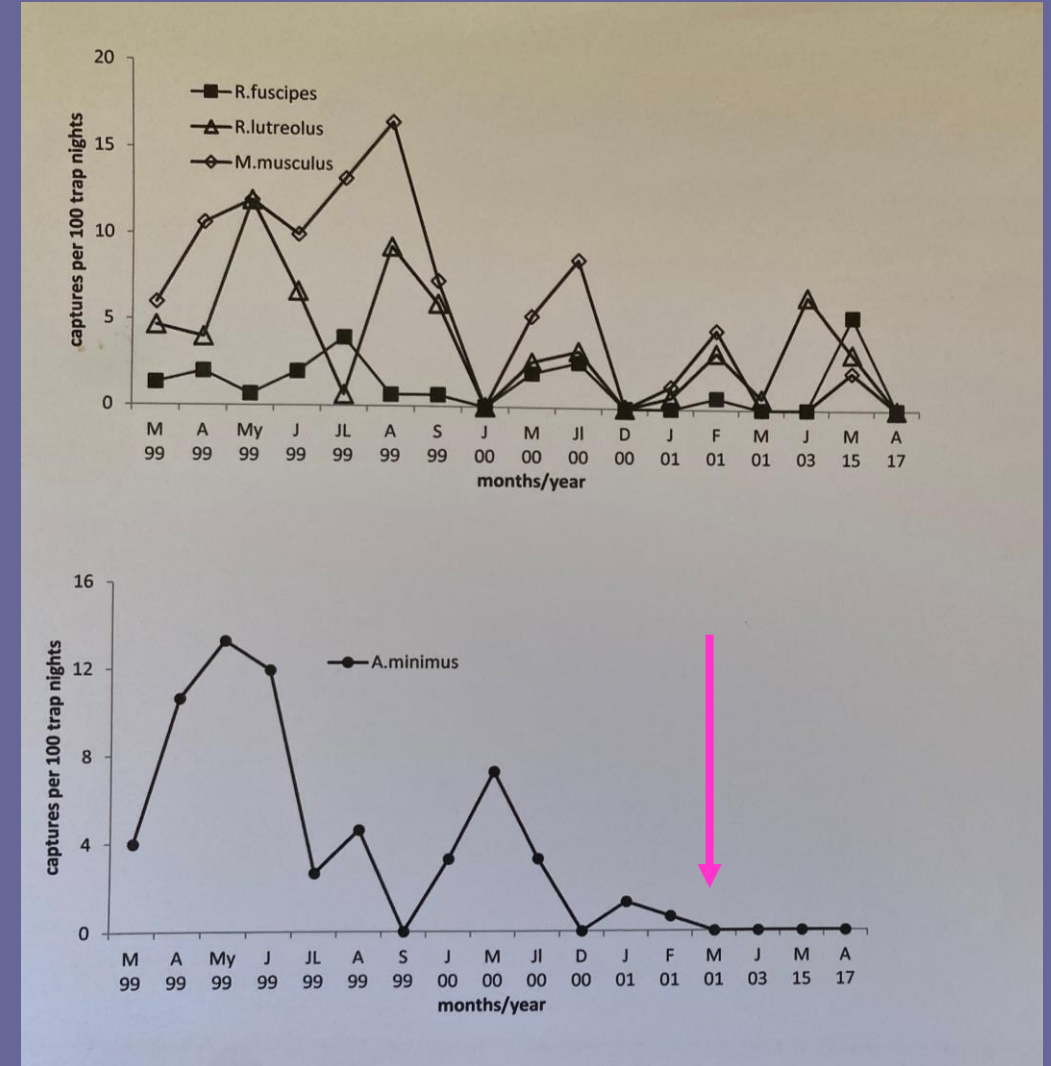 20
15
10
5
0
captures per 100 trap nights
R.fuscipes
R.lutreolus
M.musculus
M A My J JL A S J M Jl D J F M J M A
99 99 99 99 99 99 99 00 00 00 00 01 01 01 03 15 17
months/year
16
12
8
4
0
captures per 100 trap nights
A.minimus
M A My J JL A S J M Jl D J F M J M A
99 99 99 99 99 99 99 00 00 00 00 01 01 01 03 15 17
months/year